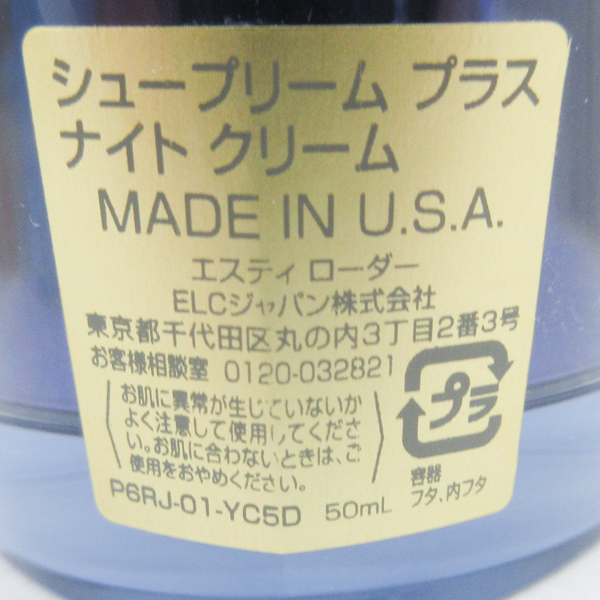 シュープリーム プラス
ナイト クリーム
MADE IN U.S.A.
エスティ ローダー
ELCジャパン株式会社
東京都千代田区丸の内3丁目2番3号
お客様相談室 0120-032821
お肌に異常が生じていないか
よく注意して使用してくださ
い。お肌に合わないときは、ご
使用をおやめください。
プラ
容器
フタ、内フタ
P6RJ-01-YC5D 50mL